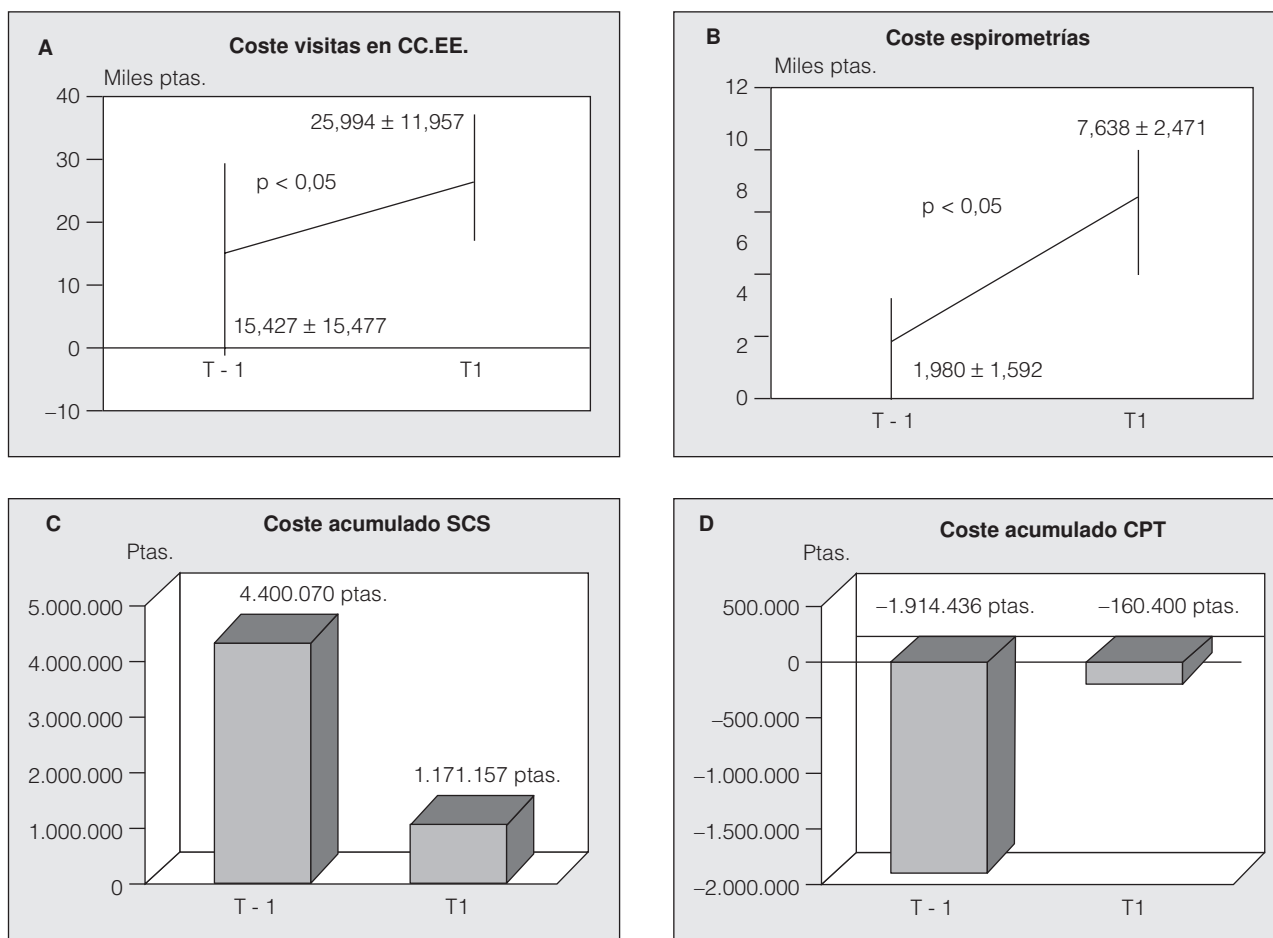 A
Coste visitas en CC.EE.
Miles ptas.
40
30
20
10
0
–10
25,994 ± 11,957
p < 0,05
15,427 ± 15,477
T - 1
T1
B
Coste espirometrías
Miles ptas.
12
10
8
6
4
2
0
7,638 ± 2,471
p < 0,05
1,980 ± 1,592
T - 1
T1
C
Coste acumulado SCS
Ptas.
5.000.000
4.000.000
3.000.000
2.000.000
1.000.000
0
4.400.070 ptas.
1.171.157 ptas.
T - 1
T1
D
Coste acumulado CPT
Ptas.
500.000
0
–500.000
–1.000.000
–1.500.000
–2.000.000
–1.914.436 ptas.
–160.400 ptas.
T - 1
T1